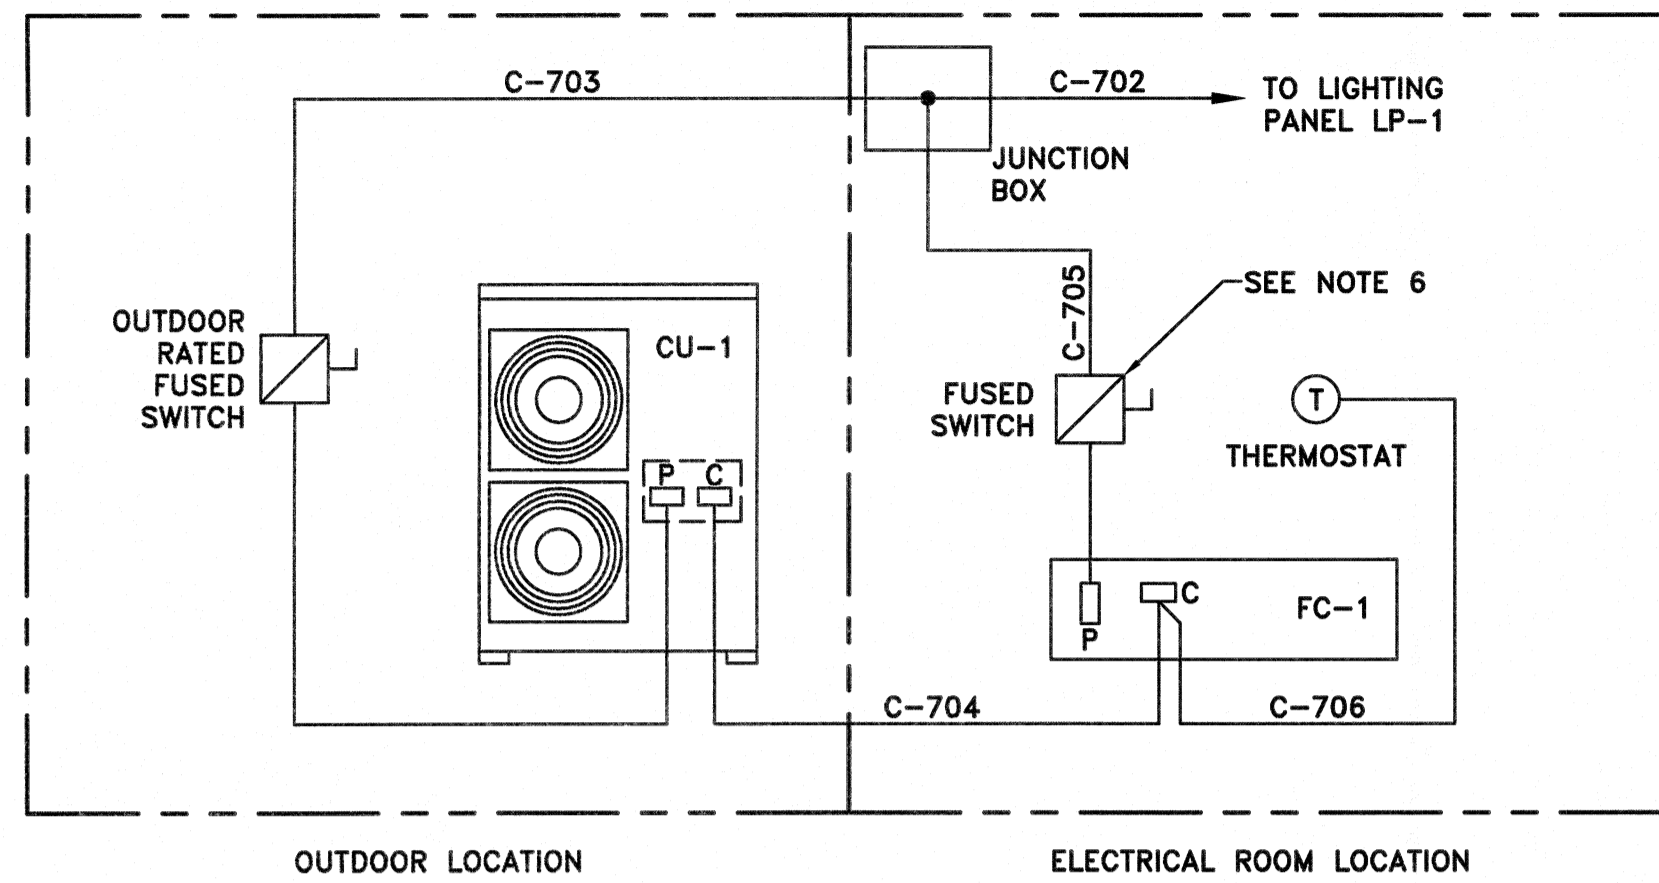 C-703
C-702
TO LIGHTING
PANEL LP-1
JUNCTION
BOX
C-705
SEE NOTE 6
OUTDOOR
RATED
FUSED
SWITCH
CU-1
P C
FUSED
SWITCH
T
THERMOSTAT
C
P
FC-1
C-704
C-706
OUTDOOR LOCATION
ELECTRICAL ROOM LOCATION